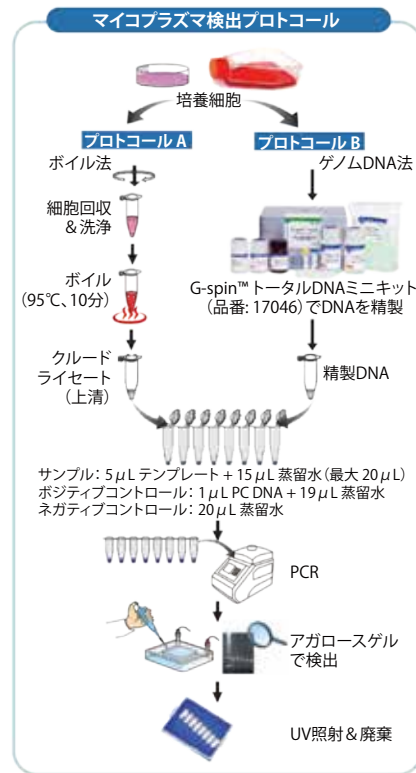 マイコプラズマ検出プロトコール
培養細胞
プロトコール A
ボイル法
細胞回収
&洗浄
ボイル
(95℃、10分)
クルード
ライセート
(上清)
プロトコール B
ゲノムDNA法
G-spin™ トータルDNAミニキット
(品番: 17046)でDNAを精製
精製DNA
サンプル: 5μL テンプレート + 15μL 蒸留水(最大 20μL)
ポジティブコントロール: 1μL PC DNA + 19μL 蒸留水
ネガティブコントロール: 20μL 蒸留水
PCR
アガロースゲル
で検出
UV照射&廃棄